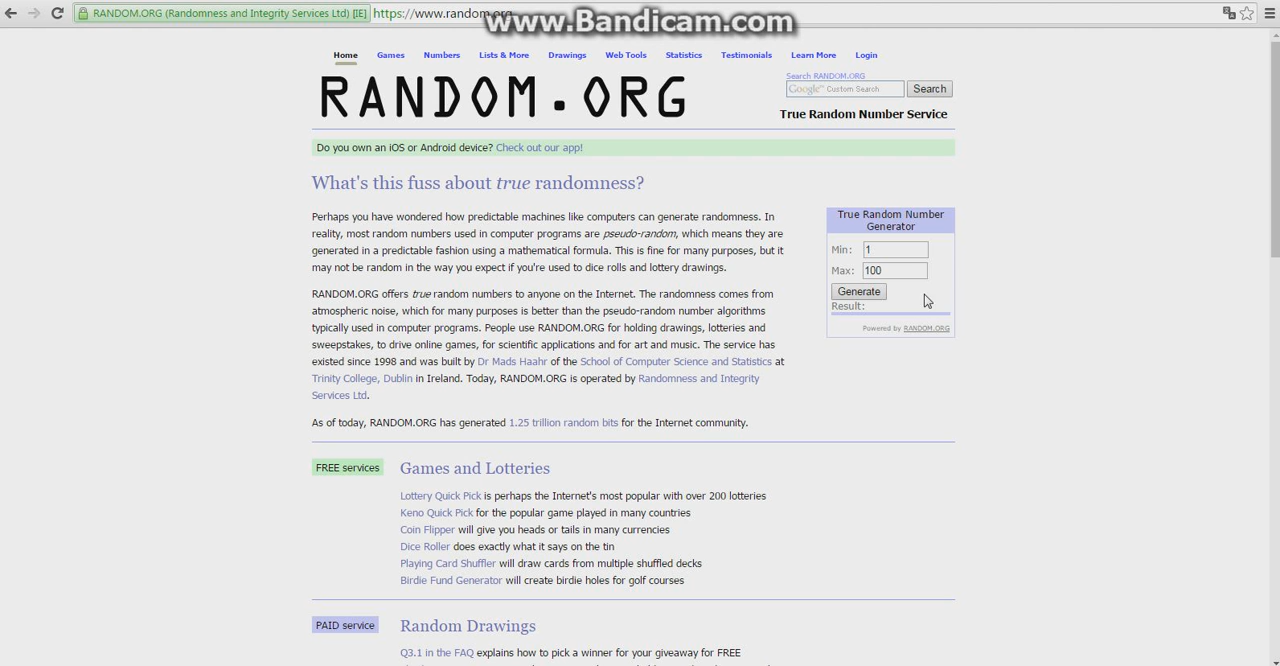 RANDOM.ORG (Randomness and Integrity Services Ltd) [IE] https://www.random.org
www.Bandicam.com
Home Games Numbers Lists & More Drawings Web Tools Statistics Testimonials Learn More Login
RANDOM.ORG
Search RANDOM.ORG
Google™ Custom Search Search
True Random Number Service
Do you own an iOS or Android device? Check out our app!
What's this fuss about true randomness?
Perhaps you have wondered how predictable machines like computers can generate randomness. In
reality, most random numbers used in computer programs are pseudo-random, which means they are
generated in a predictable fashion using a mathematical formula. This is fine for many purposes, but it
may not be random in the way you expect if you're used to dice rolls and lottery drawings.
RANDOM.ORG offers true random numbers to anyone on the Internet. The randomness comes from
atmospheric noise, which for many purposes is better than the pseudo-random number algorithms
typically used in computer programs. People use RANDOM.ORG for holding drawings, lotteries and
sweepstakes, to drive online games, for scientific applications and for art and music. The service has
existed since 1998 and was built by Dr Mads Haahr of the School of Computer Science and Statistics at
Trinity College, Dublin in Ireland. Today, RANDOM.ORG is operated by Randomness and Integrity
Services Ltd.
As of today, RANDOM.ORG has generated 1.25 trillion random bits for the Internet community.
True Random Number
Generator
Min: 1
Max: 100
Generate
Result:
Powered by RANDOM.ORG
FREE services
Games and Lotteries
Lottery Quick Pick is perhaps the Internet's most popular with over 200 lotteries
Keno Quick Pick for the popular game played in many countries
Coin Flipper will give you heads or tails in many currencies
Dice Roller does exactly what it says on the tin
Playing Card Shuffler will draw cards from multiple shuffled decks
Birdie Fund Generator will create birdie holes for golf courses
PAID service
Random Drawings
Q3.1 in the FAQ explains how to pick a winner for your giveaway for FREE